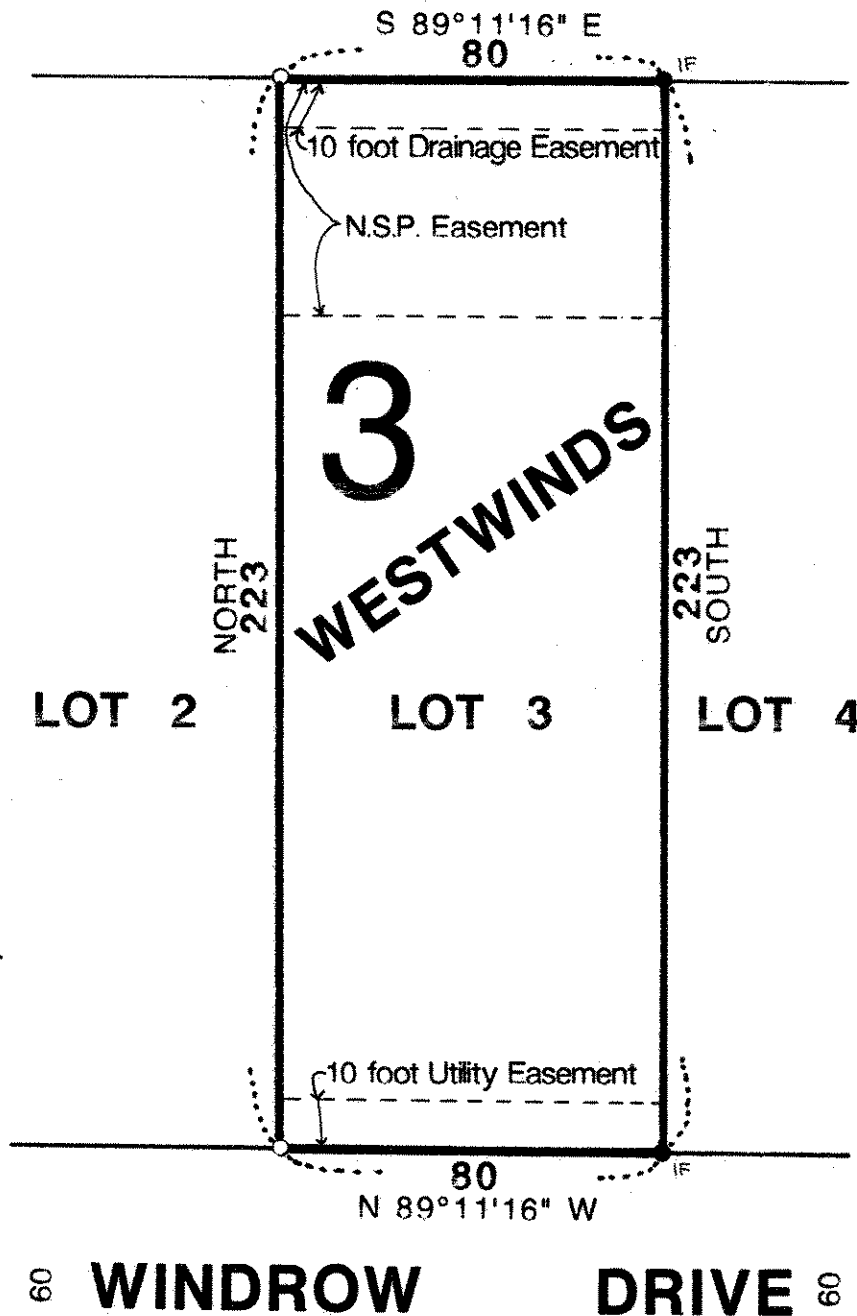 S 89°11'16" E
80
IF
10 foot Drainage Easement
N.S.P. Easement
3
WESTWINDS
NORTH
223
223
SOUTH
LOT 2
LOT 3
LOT 4
10 foot Utility Easement
80
IF
N 89°11'16" W
60 WINDROW DRIVE 60